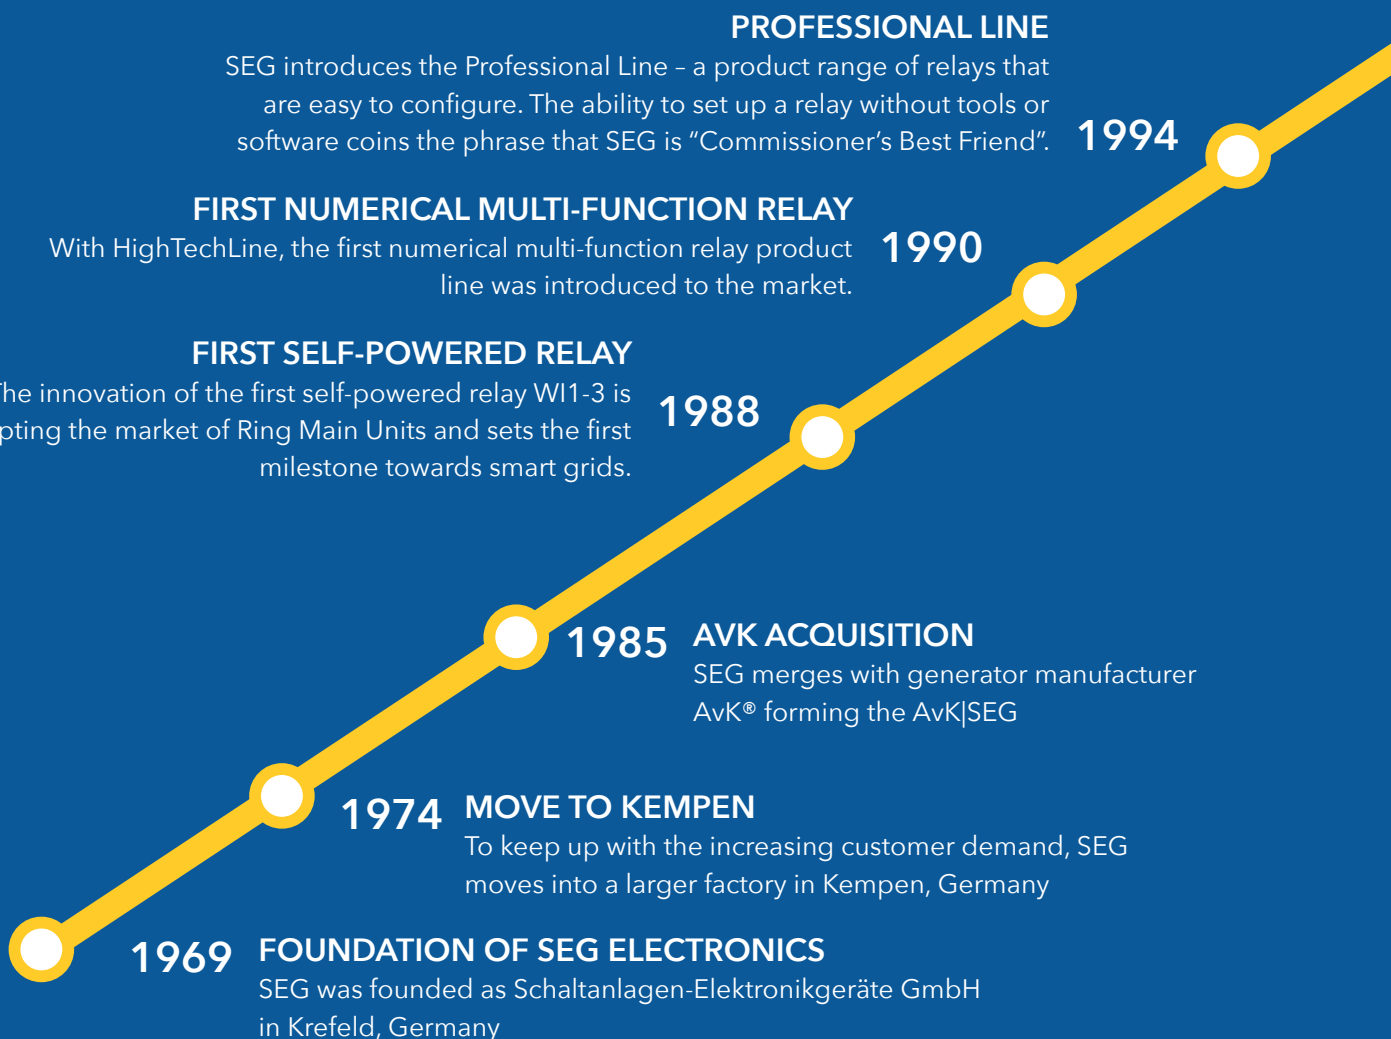 PROFESSIONAL LINE
SEG introduces the Professional Line – a product range of relays that
are easy to configure. The ability to set up a relay without tools or
software coins the phrase that SEG is “Commissioner’s Best Friend”.
1994
FIRST NUMERICAL MULTI-FUNCTION RELAY
With HighTechLine, the first numerical multi-function relay product
line was introduced to the market.
1990
FIRST SELF-POWERED RELAY
The innovation of the first self-powered relay WI1-3 is
the market of Ring Main Units and sets the first
milestone towards smart grids.
1988
1985
AVK ACQUISITION
SEG merges with generator manufacturer
AvK® forming the AvK|SEG
1974
MOVE TO KEMPEN
To keep up with the increasing customer demand, SEG
moves into a larger factory in Kempen, Germany
1969
FOUNDATION OF SEG ELECTRONICS
SEG was founded as Schaltanlagen-Elektronikgeräte GmbH
in Krefeld, Germany